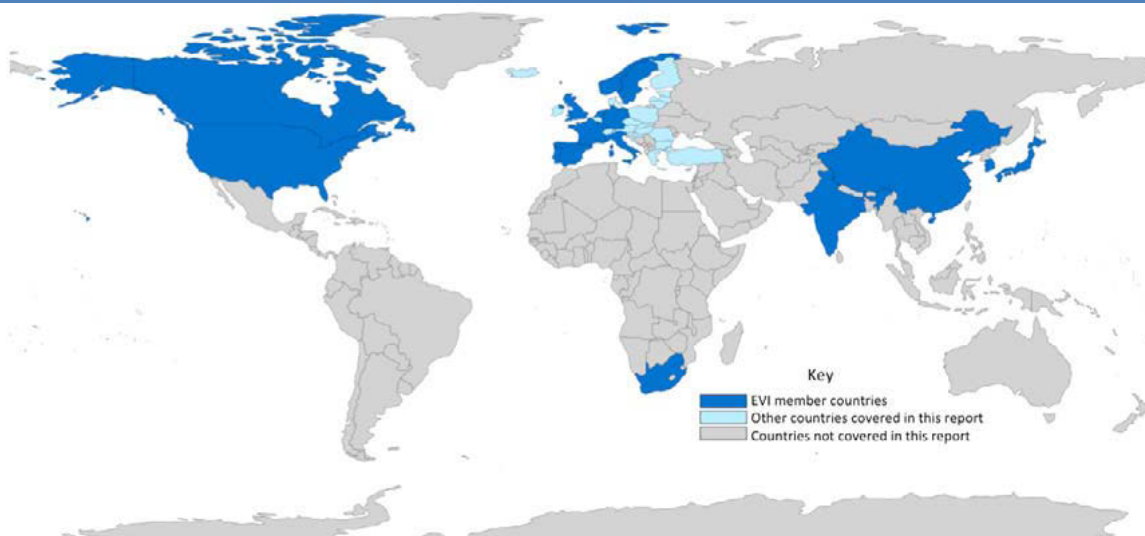 Key
EVI member countries
Other countries covered in this report
Countries not covered in this report